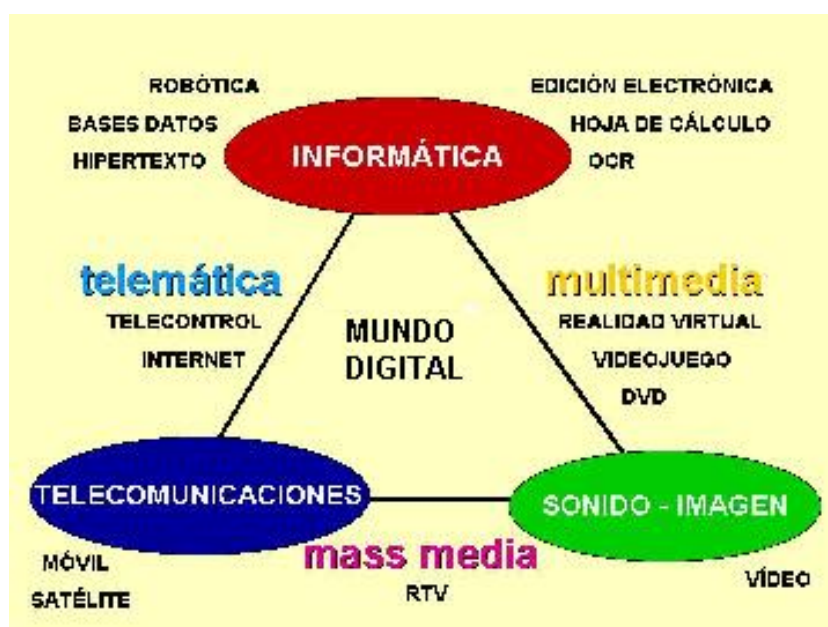 ROBÓTICA
EDICIÓN ELECTRÓNICA
BASES DATOS
HOJA DE CÁLCULO
HIPERTEXTO
INFORMÁTICA
OCR
telemática
multimedia
TELECONTROL
MUNDO
REALIDAD VIRTUAL
INTERNET
DIGITAL
VIDEOJUEGO
DVD
TELECOMUNICACIONES
SONIDO - IMAGEN
MÓVIL
mass media
VÍDEO
SATÉLITE
RTV